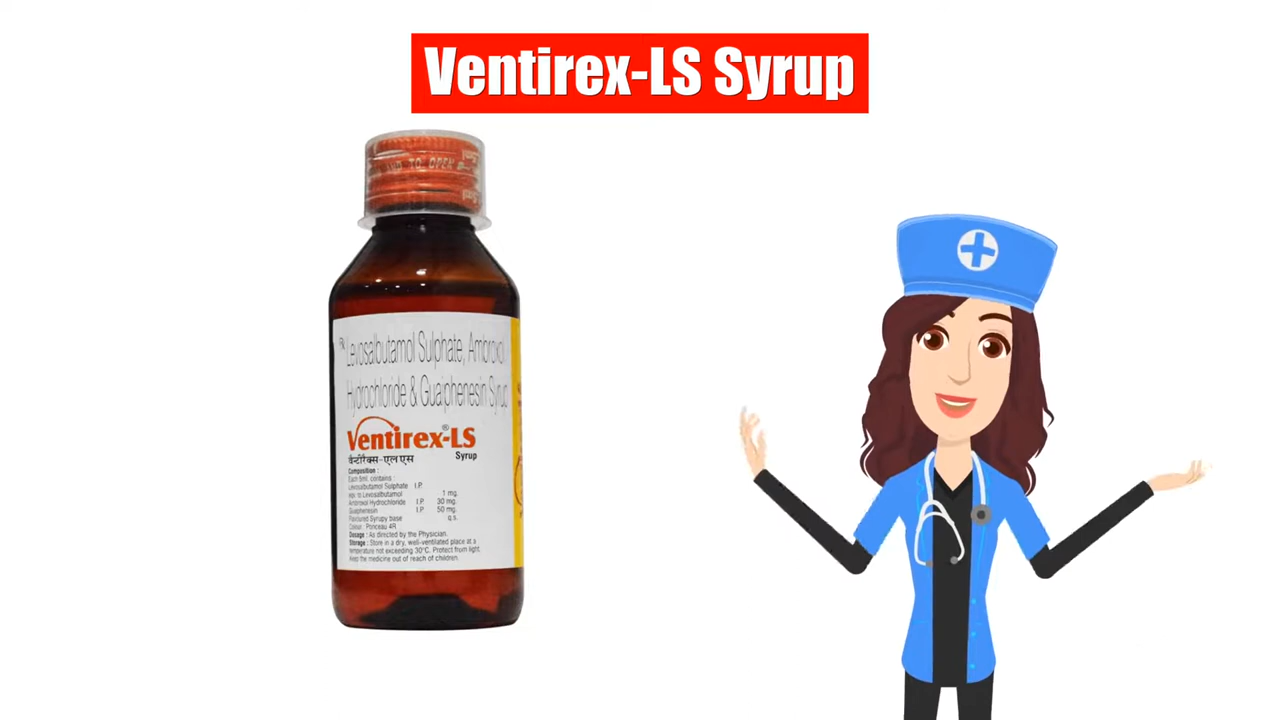 Ventirex-LS Syrup
TO OPEN
Rx Levosalbutamol Sulphate, Ambroxol
Hydrochloride & Guaiphenesin Syrup
Ventirex®-LS
वैन्टीरैक्स-एल एस Syrup
Composition :
Each 5ml. contains :
Levosalbutamol Sulphate I.P.
to Levosalbutamol 1 mg.
Ambroxol Hydrochloride I.P. 30 mg.
Guaiphenesin I.P. 50 mg.
Flavoured Syrupy base q.s.
Colour : Ponceau 4R
Dosage : As directed by the Physician.
Storage : Store in a dry, well-ventilated place at a
temperature not exceeding 30°C. Protect from light.
Keep the medicine out of reach of children.